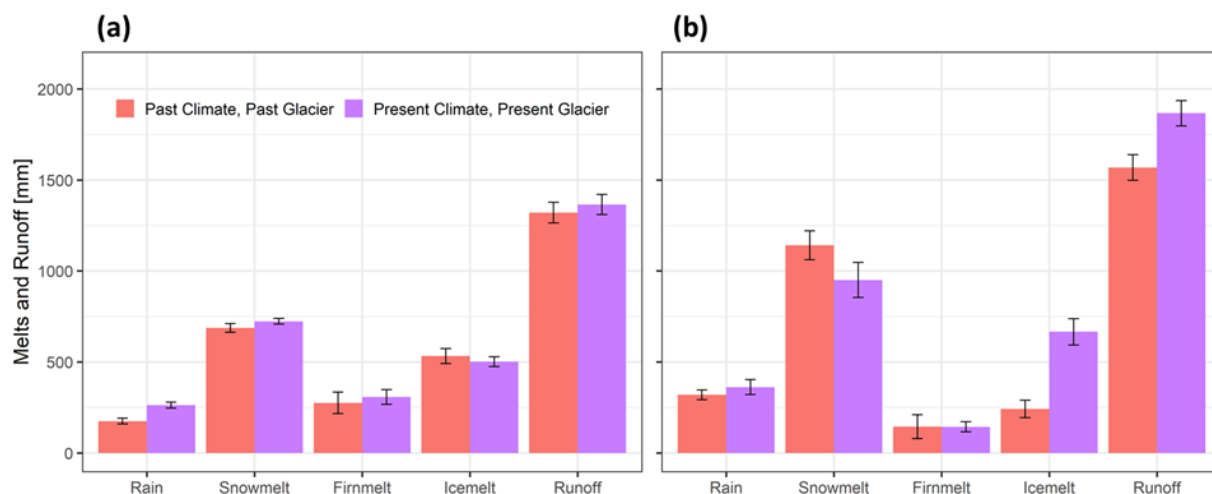 (a) (b)
Past Climate, Past Glacier Present Climate, Present Glacier
Melts and Runoff [mm]
2000
1500
1000
500
0
Rain Snowmelt Firnmelt Icemelt Runoff Rain Snowmelt Firnmelt Icemelt Runoff